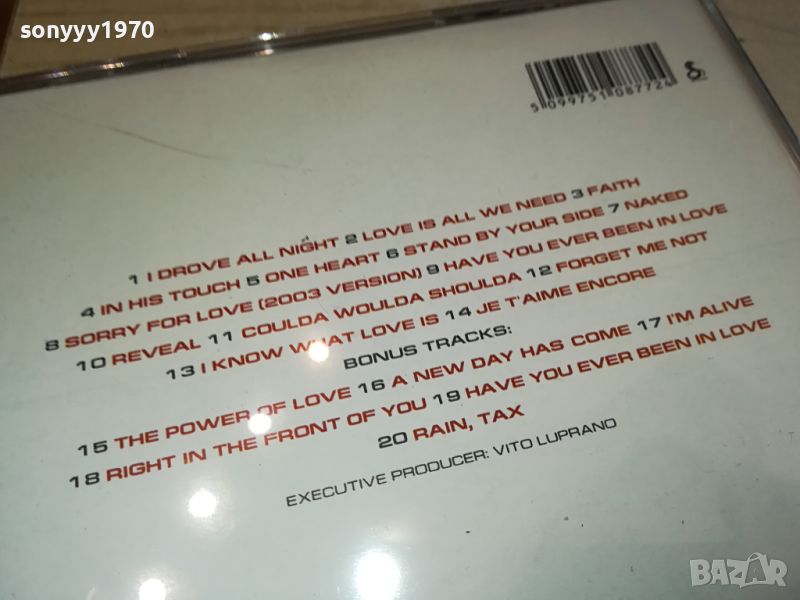 sonyyy1970
5099751087724
1 I DROVE ALL NIGHT 2 LOVE IS ALL WE NEED 3 FAITH
4 IN HIS TOUCH 5 ONE HEART 6 STAND BY YOUR SIDE 7 NAKED
8 SORRY FOR LOVE (2003 VERSION) 9 HAVE YOU EVER BEEN IN LOVE
10 REVEAL 11 COULDA WOULDA SHOULDA 12 FORGET ME NOT
13 I KNOW WHAT LOVE IS 14 JE T'AIME ENCORE
BONUS TRACKS:
15 THE POWER OF LOVE 16 A NEW DAY HAS COME 17 I'M ALIVE
18 RIGHT IN THE FRONT OF YOU 19 HAVE YOU EVER BEEN IN LOVE
20 RAIN, TAX
EXECUTIVE PRODUCER: VITO LUPRANO
BAZAR